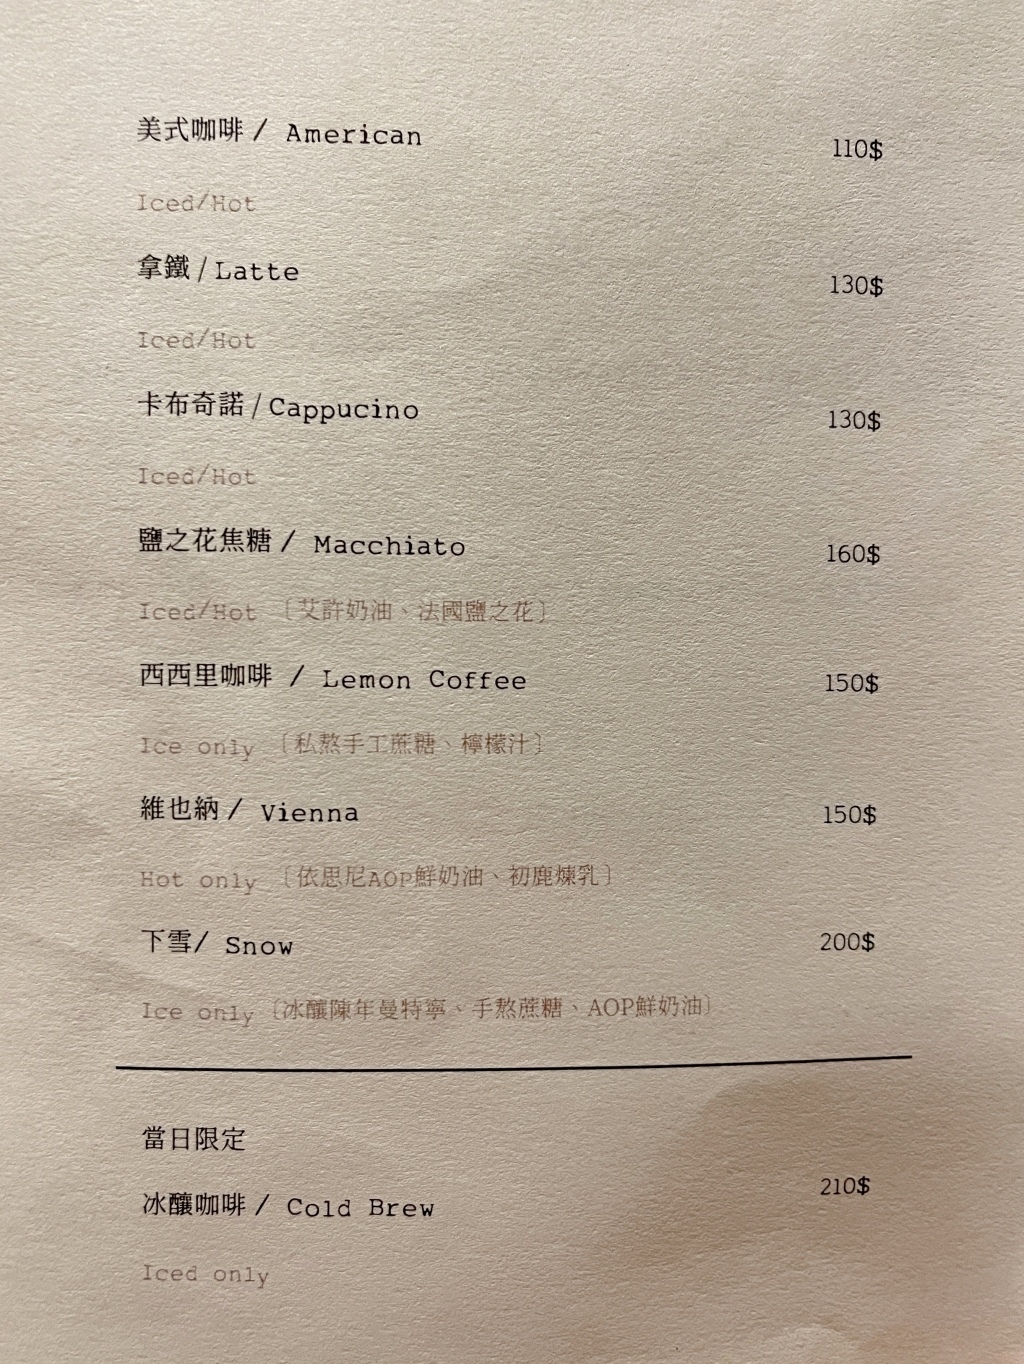 美式咖啡 / American 110$
Iced/Hot
拿鐵 / Latte 130$
Iced/Hot
卡布奇諾 / Cappucino 130$
Iced/Hot
鹽之花焦糖 / Macchiato 160$
Iced/Hot 〔艾許奶油、法國鹽之花〕
西西里咖啡 / Lemon Coffee 150$
Ice only 〔私熬手工蔗糖、檸檬汁〕
維也納 / Vienna 150$
Hot only 〔依思尼AOP鮮奶油、初鹿煉乳〕
下雪/ Snow 200$
Ice only 〔冰釀陳年曼特寧、手熬蔗糖、AOP鮮奶油〕
當日限定
冰釀咖啡 / Cold Brew 210$
Iced only